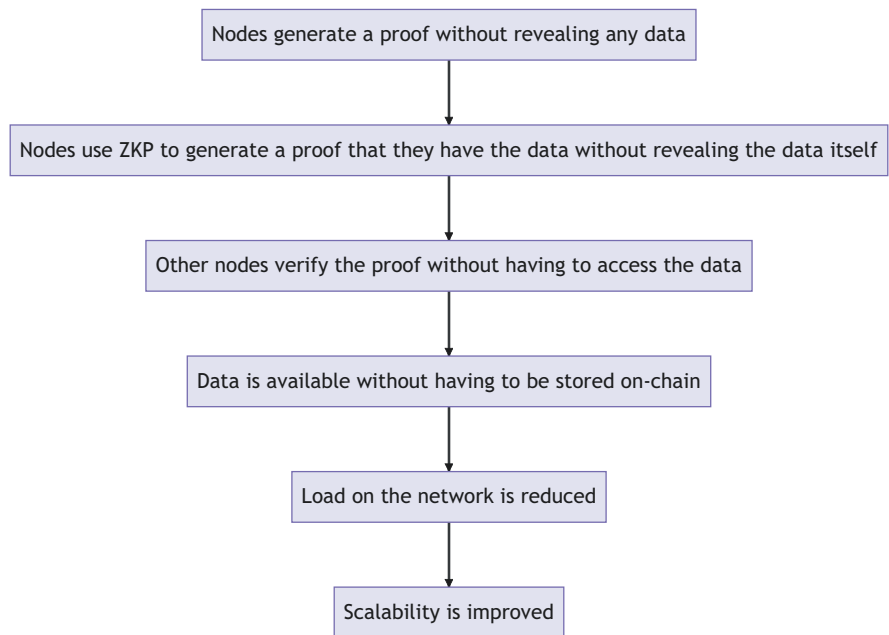 Nodes generate a proof without revealing any data
Nodes use ZKP to generate a proof that they have the data without revealing the data itself
Other nodes verify the proof without having to access the data
Data is available without having to be stored on-chain
Load on the network is reduced
Scalability is improved